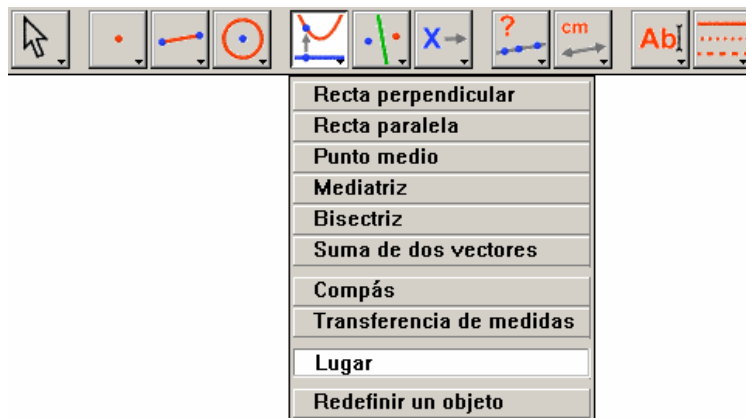 X
?
cm
Ab
Recta perpendicular
Recta paralela
Punto medio
Mediatriz
Bisectriz
Suma de dos vectores
Compás
Transferencia de medidas
Lugar
Redefinir un objeto